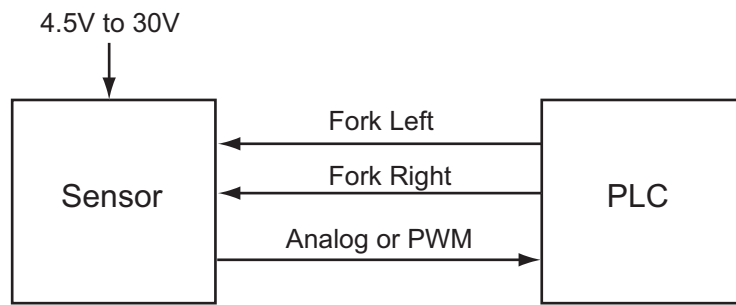 4.5V to 30V
Fork Left
Fork Right
Sensor
PLC
Analog or PWM